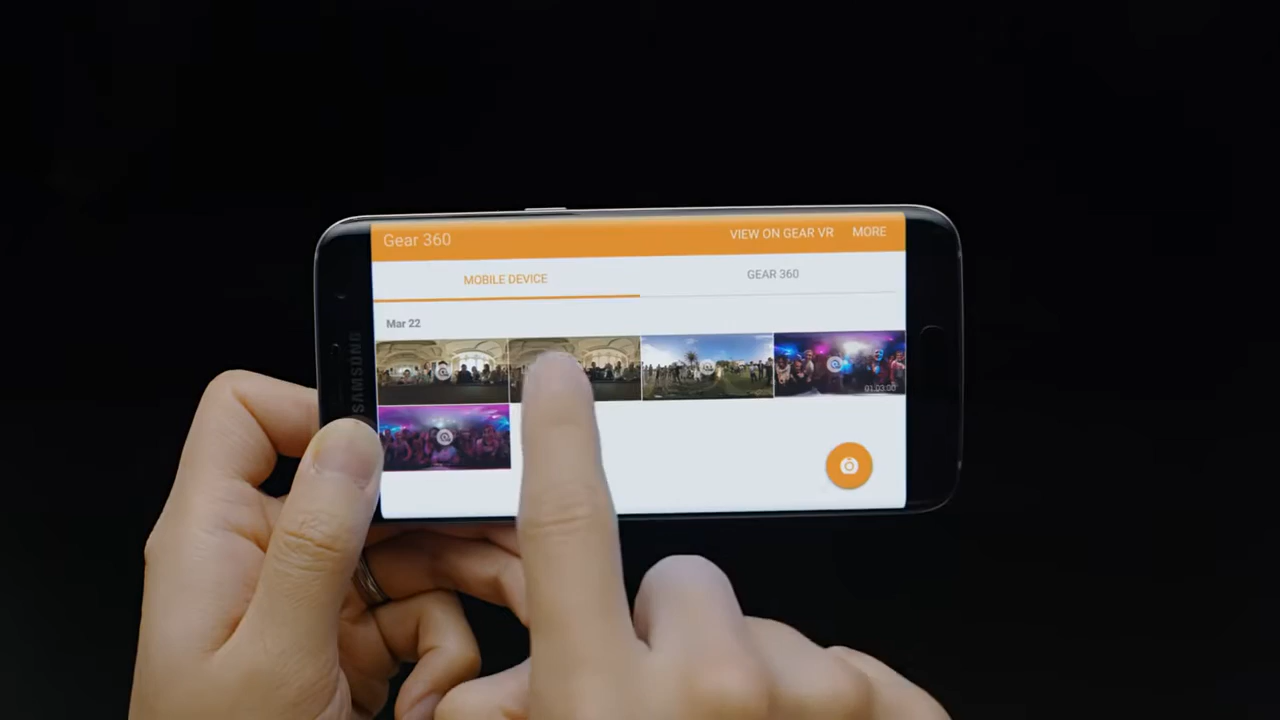 Gear 360
VIEW ON GEAR VR
MORE
MOBILE DEVICE
GEAR 360
Mar 22
01:03:00
SAMSUNG